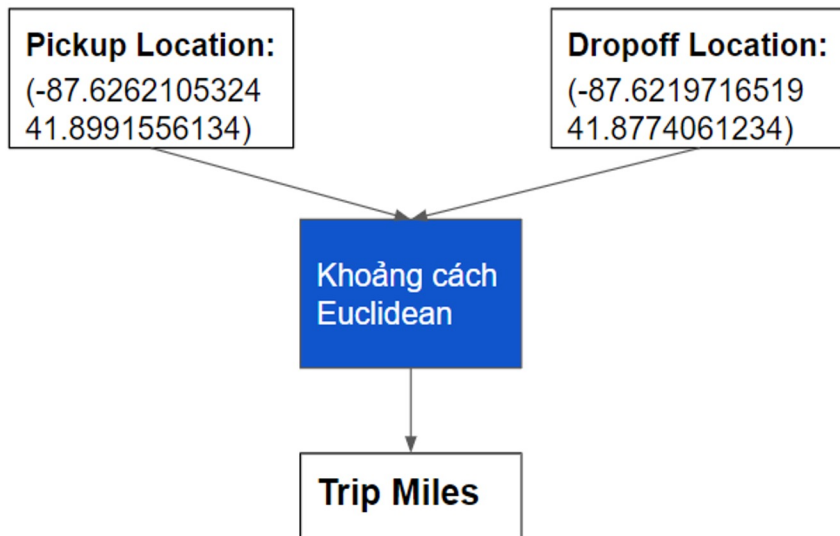 Pickup Location:
(-87.6262105324
41.8991556134)
Dropoff Location:
(-87.6219716519
41.8774061234)
Khoảng cách
Euclidean
Trip Miles